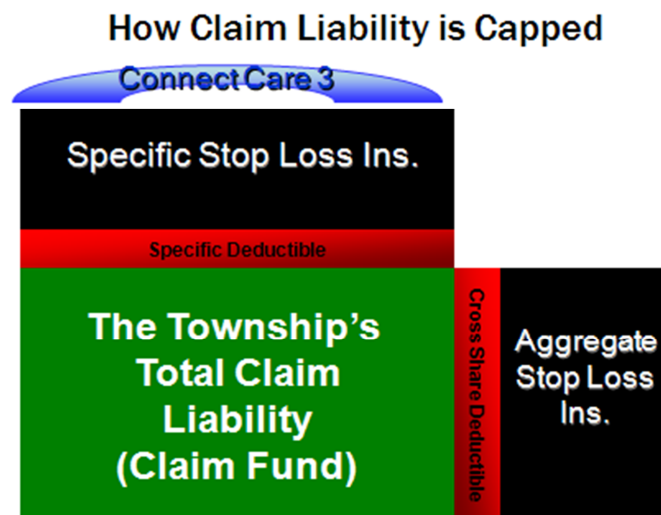 How Claim Liability is Capped
Connect Care 3
Specific Stop Loss Ins.
Specific Deductible
The Township's
Total Claim
Liability
(Claim Fund)
Cross Share Deductible
Aggregate
Stop Loss
Ins.